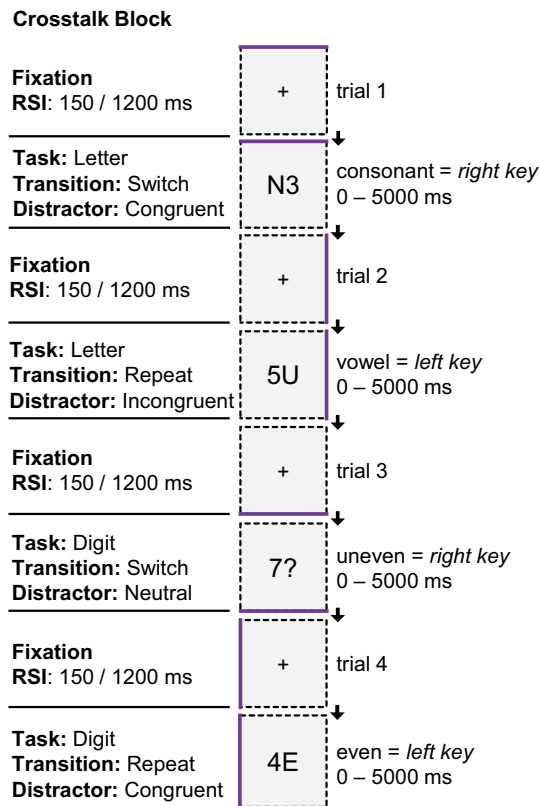 Crosstalk Block
Fixation
RSI: 150 / 1200 ms
+
trial 1
Task: Letter
Transition: Switch
Distractor: Congruent
N3
consonant = right key
0 – 5000 ms
Fixation
RSI: 150 / 1200 ms
+
trial 2
Task: Letter
Transition: Repeat
Distractor: Incongruent
5U
vowel = left key
0 – 5000 ms
Fixation
RSI: 150 / 1200 ms
+
trial 3
Task: Digit
Transition: Switch
Distractor: Neutral
7?
uneven = right key
0 – 5000 ms
Fixation
RSI: 150 / 1200 ms
+
trial 4
Task: Digit
Transition: Repeat
Distractor: Congruent
4E
even = left key
0 – 5000 ms